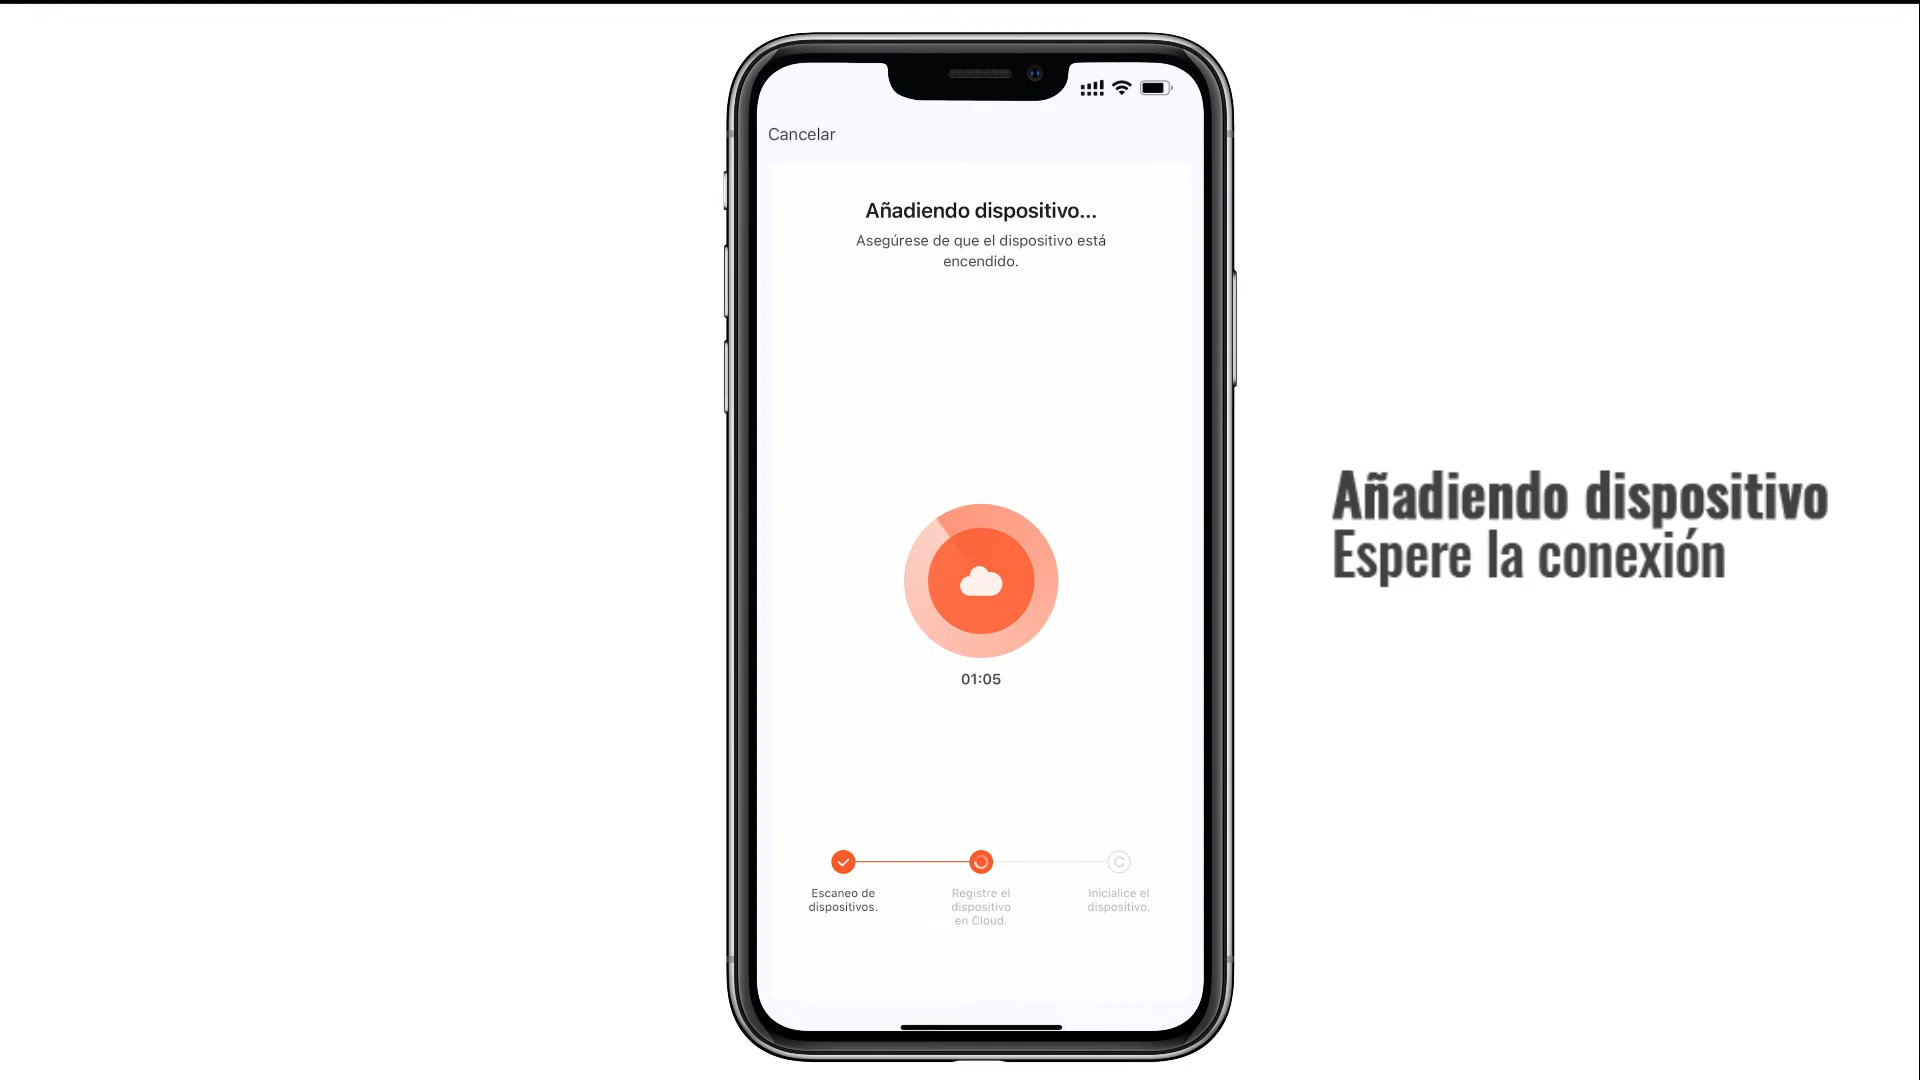 Cancelar
Añadiendo dispositivo...
Asegúrese de que el dispositivo está
encendido.
01:05
Escaneo de
dispositivos.
Registre el
dispositivo
en Cloud.
Inicialice el
dispositivo.
Añadiendo dispositivo
Espere la conexión